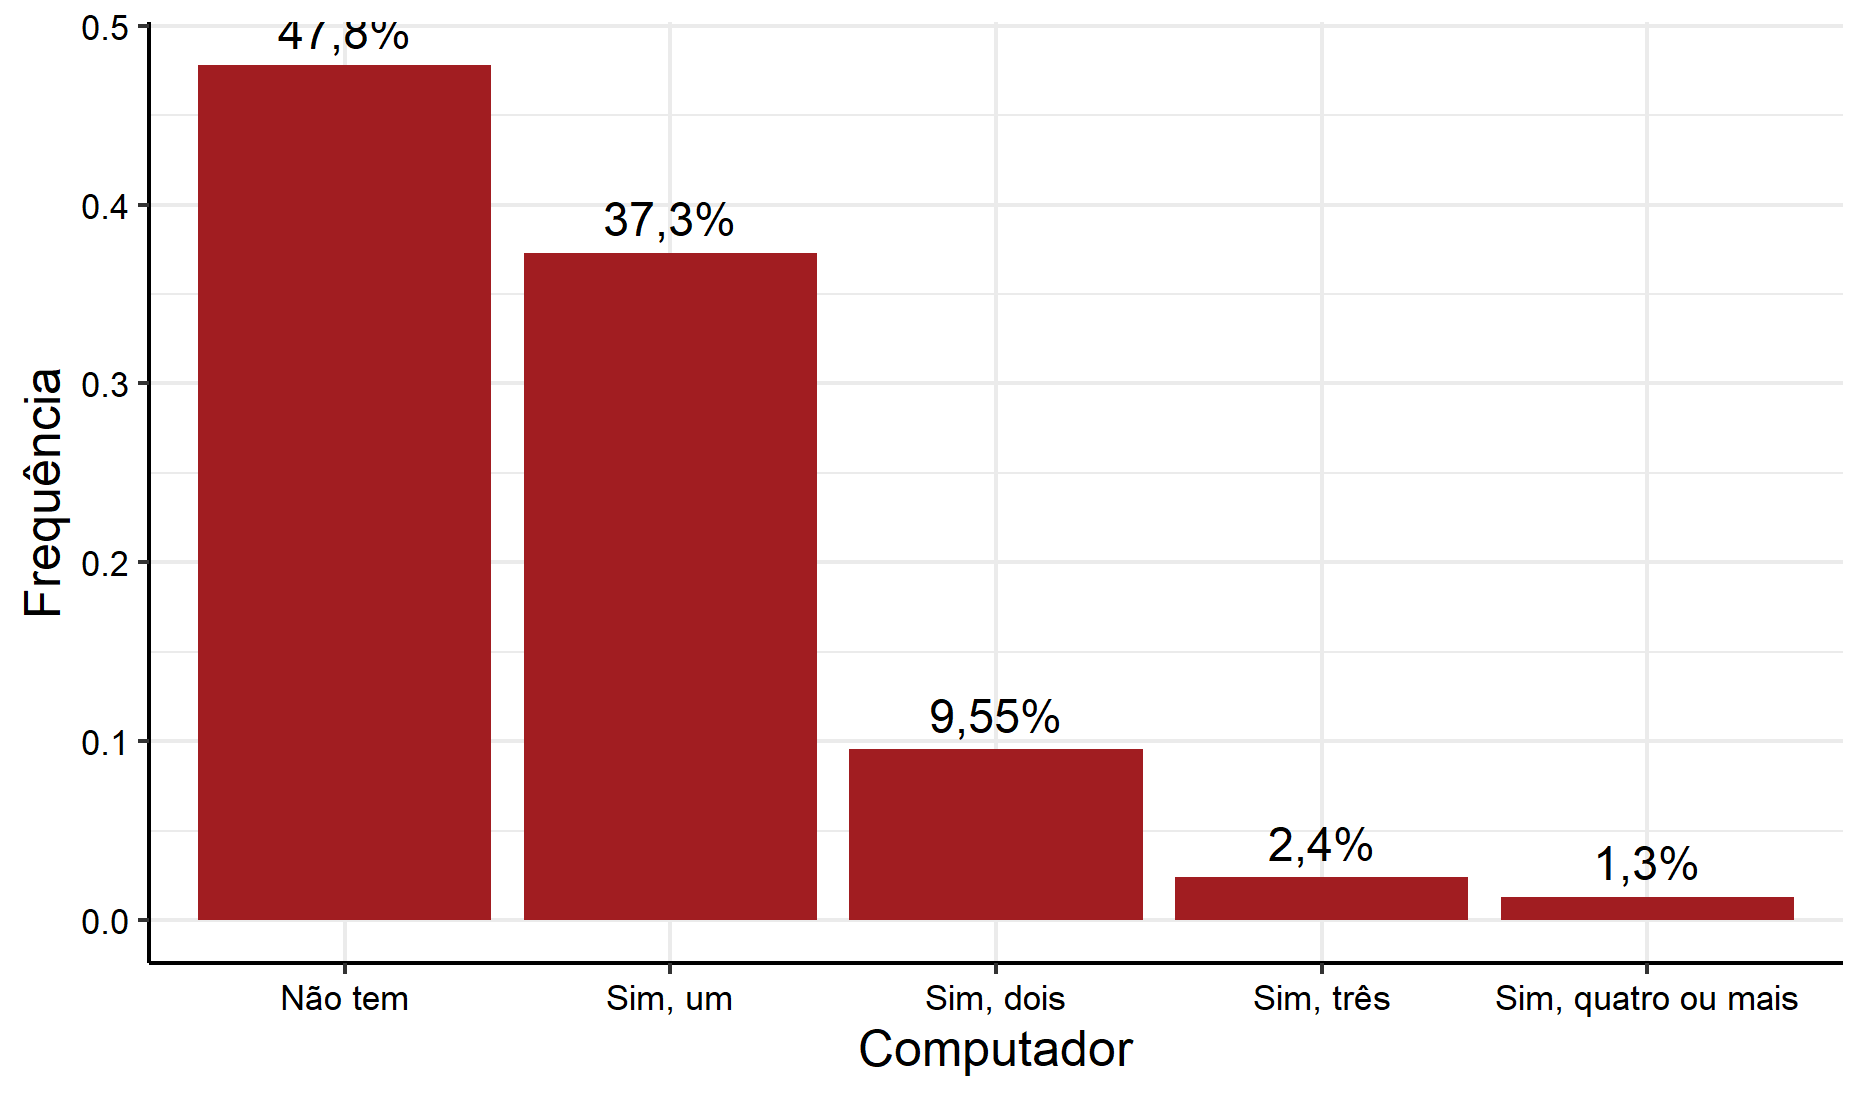 Frequência
0.5
0.4
0.3
0.2
0.1
0.0
47,8%
37,3%
9,55%
2,4%
1,3%
Não tem
Sim, um
Sim, dois
Sim, três
Sim, quatro ou mais
Computador